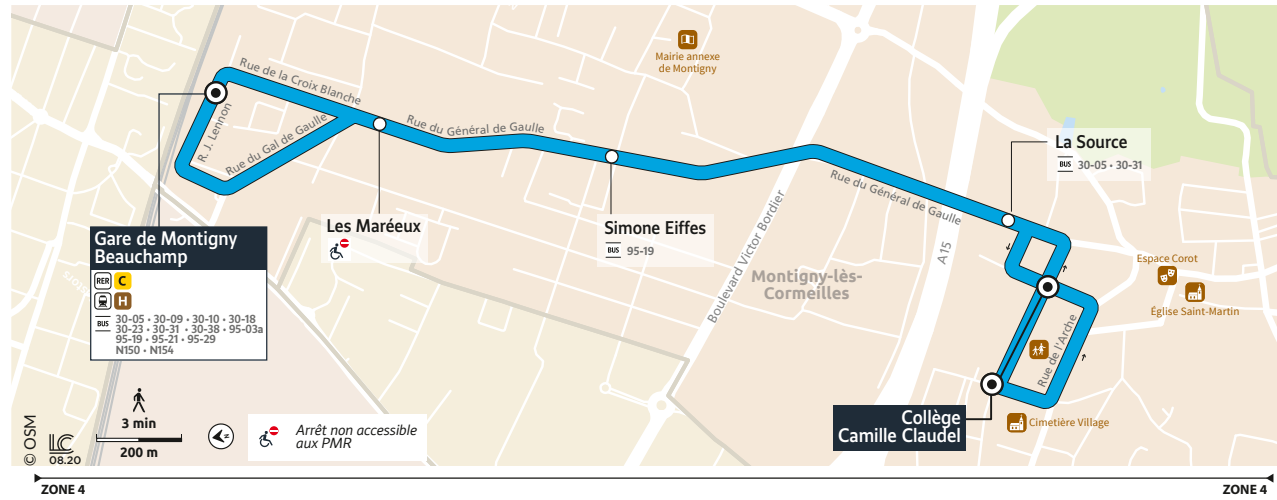 Mairie annexe
de Montigny
Rue de la Croix Blanche
R. J. Lennon
Rue du Gal de Gaulle
Rue du Général de Gaulle
Rue du Général de Gaulle
Boulevard Victor Bordier
A15
La Source
BUS 30-05 • 30-31
Les Maréeux
Simone Eiffes
BUS 95-19
Gare de Montigny
Beauchamp
RER C
H
BUS 30-05 • 30-09 • 30-10 • 30-18
30-23 • 30-31 • 30-38 • 95-03a
95-19 • 95-21 • 95-29
N150 • N154
Montigny-lès-
Cormeilles
Espace Corot
Église Saint-Martin
Rue de l'Arche
Collège
Camille Claudel
Cimetière Village
3 min
200 m
© OSM
LC
08.20
N
Arrêt non accessible
aux PMR
ZONE 4
ZONE 4